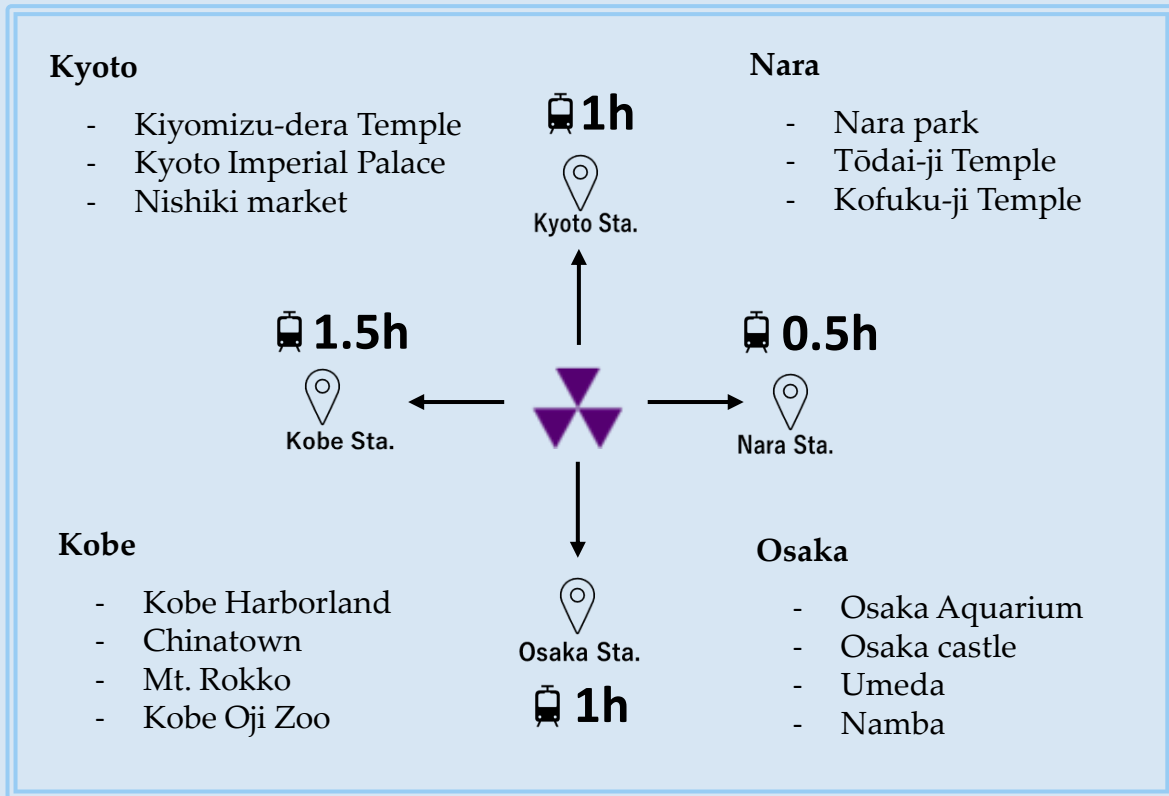 Kyoto
- Kiyomizu-dera Temple
- Kyoto Imperial Palace
- Nishiki market
1h
Kyoto Sta.
Nara
- Nara park
- Tōdai-ji Temple
- Kofuku-ji Temple
1.5h
Kobe Sta.
0.5h
Nara Sta.
Kobe
- Kobe Harborland
- Chinatown
- Mt. Rokko
- Kobe Oji Zoo
Osaka Sta.
1h
Osaka
- Osaka Aquarium
- Osaka castle
- Umeda
- Namba